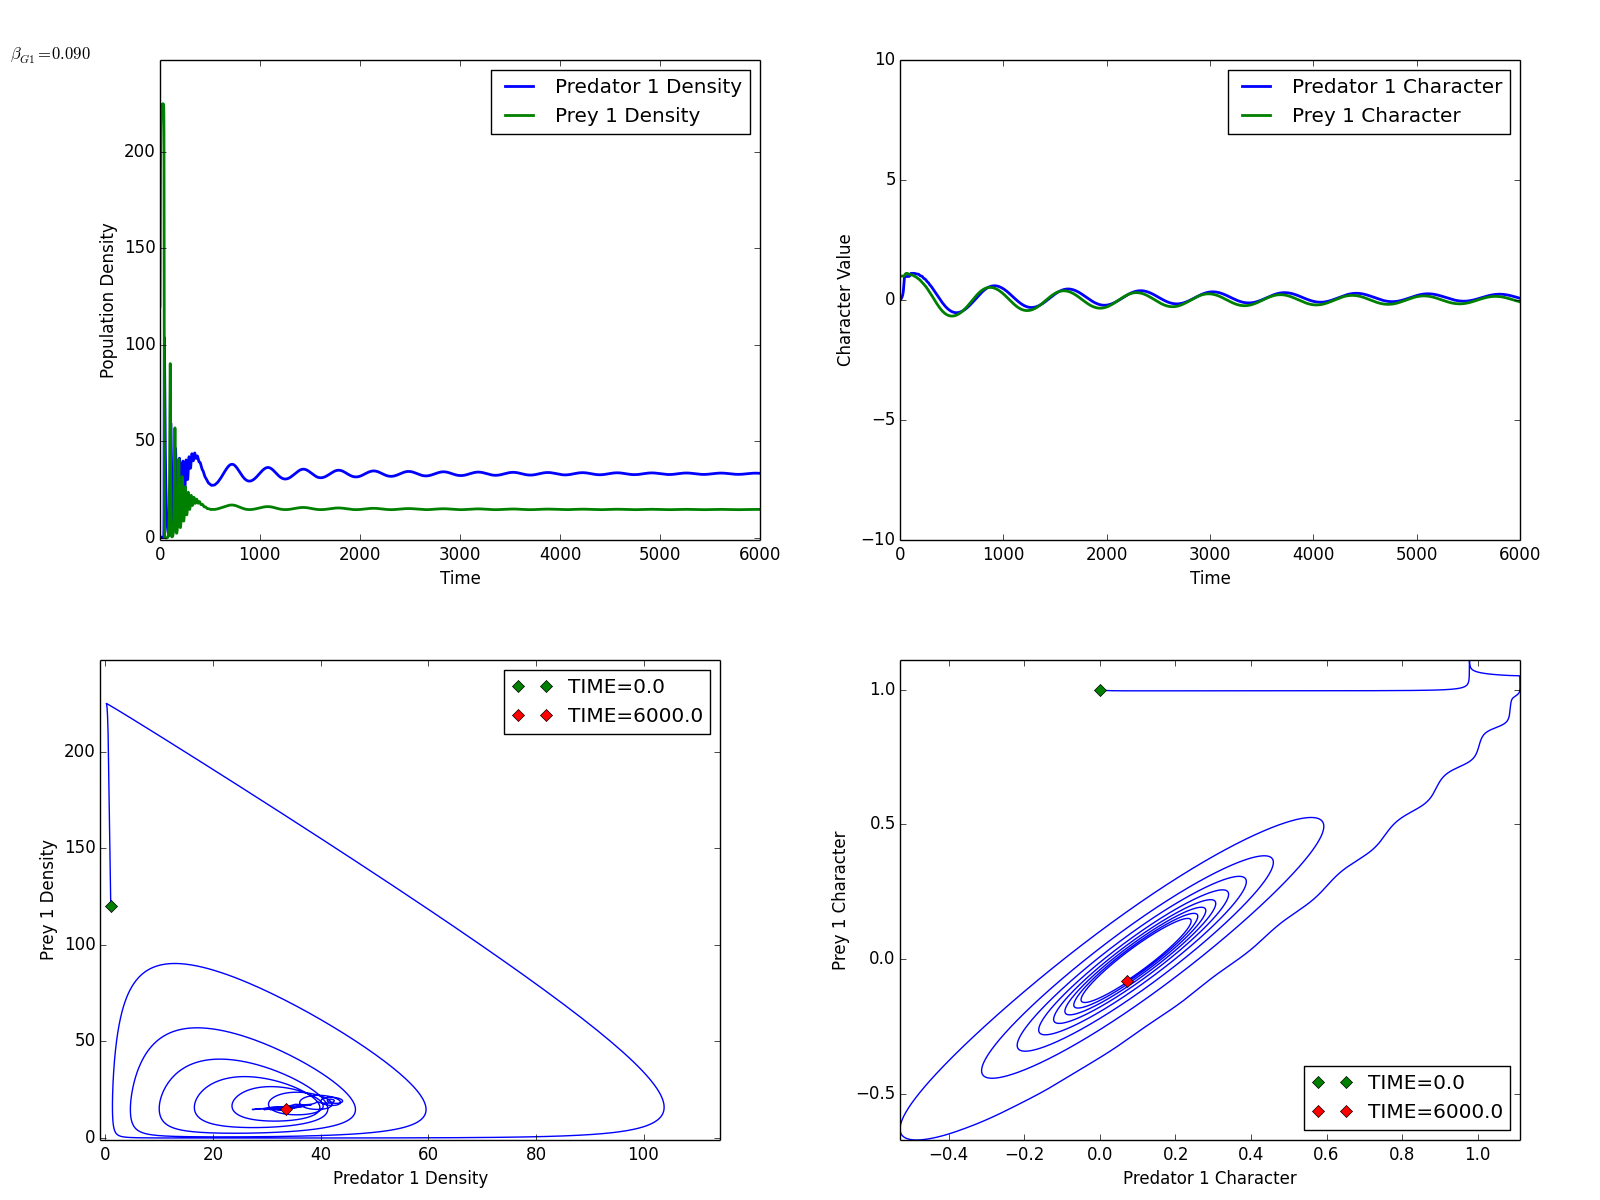 β_{G1}=0.090
Predator 1 Density
Prey 1 Density
200
150
100
50
0
Population Density
0 1000 2000 3000 4000 5000 6000
Time
Predator 1 Character
Prey 1 Character
10
5
0
−5
−10
Character Value
0 1000 2000 3000 4000 5000 6000
Time
TIME=0.0
TIME=6000.0
200
150
100
50
0
Prey 1 Density
0 20 40 60 80 100
Predator 1 Density
1.0
0.5
0.0
−0.5
Prey 1 Character
TIME=0.0
TIME=6000.0
−0.4 −0.2 0.0 0.2 0.4 0.6 0.8 1.0
Predator 1 Character